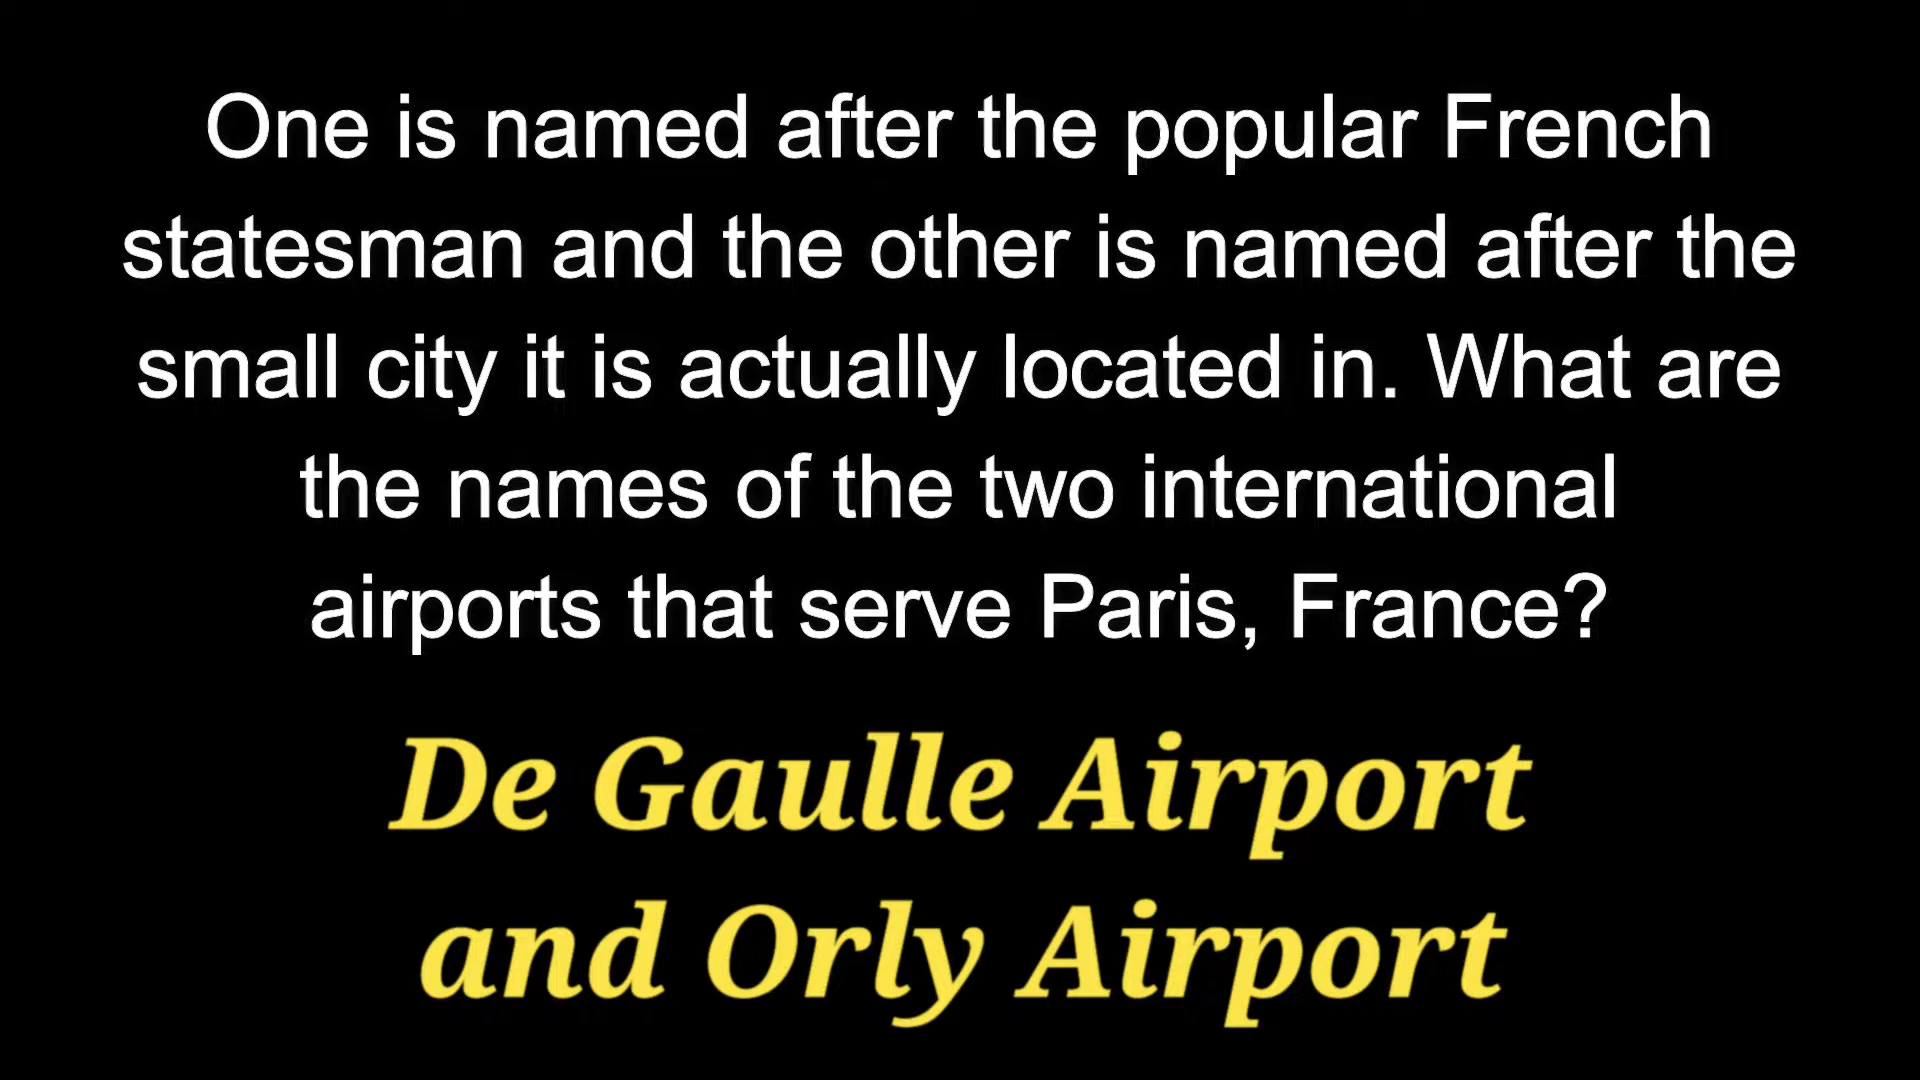 One is named after the popular French
statesman and the other is named after the
small city it is actually located in. What are
the names of the two international
airports that serve Paris, France?
De Gaulle Airport
and Orly Airport